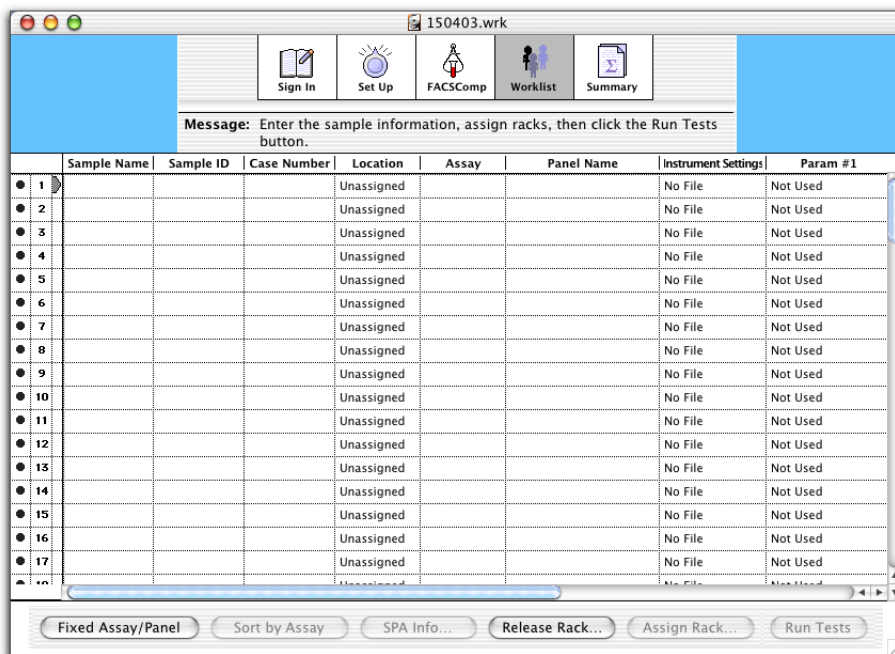 150403.wrk
Sign In Set Up FACSComp Worklist Summary
Message: Enter the sample information, assign racks, then click the Run Tests
button.
Sample Name Sample ID Case Number Location Assay Panel Name Instrument Settings Param #1
1 Unassigned No File Not Used
2 Unassigned No File Not Used
3 Unassigned No File Not Used
4 Unassigned No File Not Used
5 Unassigned No File Not Used
6 Unassigned No File Not Used
7 Unassigned No File Not Used
8 Unassigned No File Not Used
9 Unassigned No File Not Used
10 Unassigned No File Not Used
11 Unassigned No File Not Used
12 Unassigned No File Not Used
13 Unassigned No File Not Used
14 Unassigned No File Not Used
15 Unassigned No File Not Used
16 Unassigned No File Not Used
17 Unassigned No File Not Used
Fixed Assay/Panel Sort by Assay SPA Info... Release Rack... Assign Rack... Run Tests